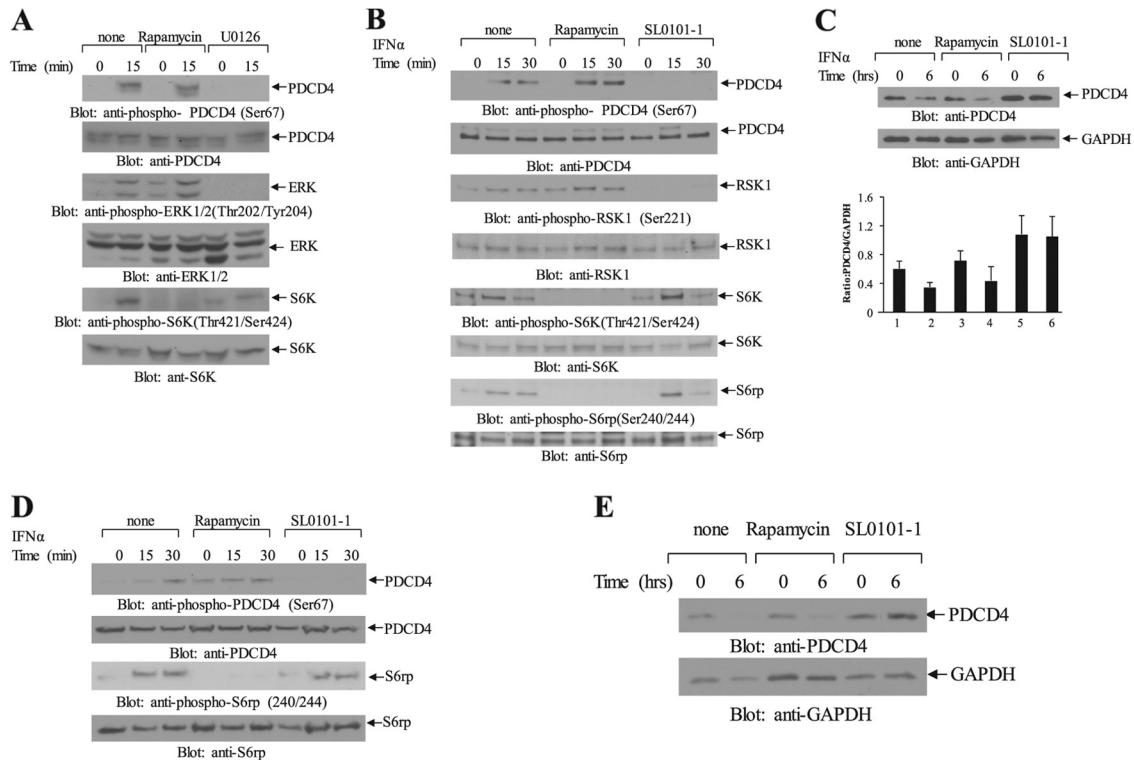 A
none Rapamycin U0126
Time (min) 0 15 0 15 0 15
PDCD4
Blot: anti-phospho- PDCD4 (Ser67)
PDCD4
Blot: anti-PDCD4
ERK
Blot: anti-phospho-ERK1/2(Thr202/Tyr204)
ERK
Blot: anti-ERK1/2
S6K
Blot: anti-phospho-S6K(Thr421/Ser424)
S6K
Blot: ant-S6K
B
none Rapamycin SL0101-1
IFNα
Time (min) 0 15 30 0 15 30 0 15 30
PDCD4
Blot: anti-phospho- PDCD4 (Ser67)
PDCD4
Blot: anti-PDCD4
RSK1
Blot: anti-phospho-RSK1 (Ser221)
RSK1
Blot: anti-RSK1
S6K
Blot: anti-phospho-S6K(Thr421/Ser424)
S6K
Blot: anti-S6K
S6rp
Blot: anti-phospho-S6rp(Ser240/244)
S6rp
Blot: anti-S6rp
C
none Rapamycin SL0101-1
IFNα
Time (hrs) 0 6 0 6 0 6
PDCD4
Blot: anti-PDCD4
GAPDH
Blot: anti-GAPDH
Ratio:PDCD4/GAPDH
1.6
1.2
0.8
0.4
0
1 2 3 4 5 6
D
none Rapamycin SL0101-1
IFNα
Time (min) 0 15 30 0 15 30 0 15 30
PDCD4
Blot: anti-phospho-PDCD4 (Ser67)
PDCD4
Blot: anti-PDCD4
S6rp
Blot: anti-phospho-S6rp (240/244)
S6rp
Blot: anti-S6rp
E
none Rapamycin SL0101-1
Time (hrs) 0 6 0 6 0 6
PDCD4
Blot: anti-PDCD4
GAPDH
Blot: anti-GAPDH